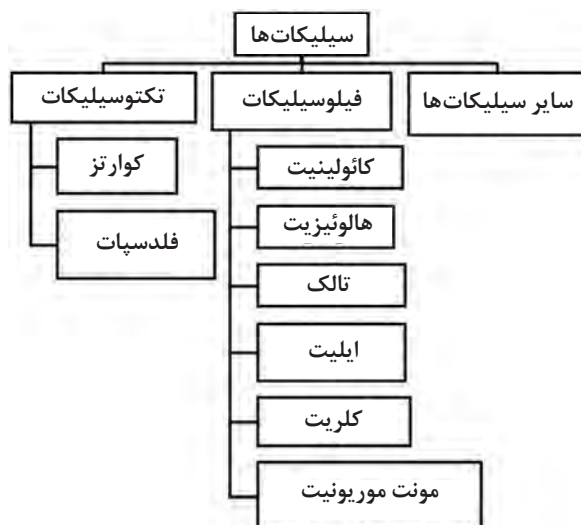 سیلیکات‌ها
سایر سیلیکات‌ها
فیلوسیلیکات
تکتوسیلیکات
کائولینیت
هالوئیزیت
تالک
ایلیت
کلریت
مونت موریونیت
کوارتز
فلدسپات